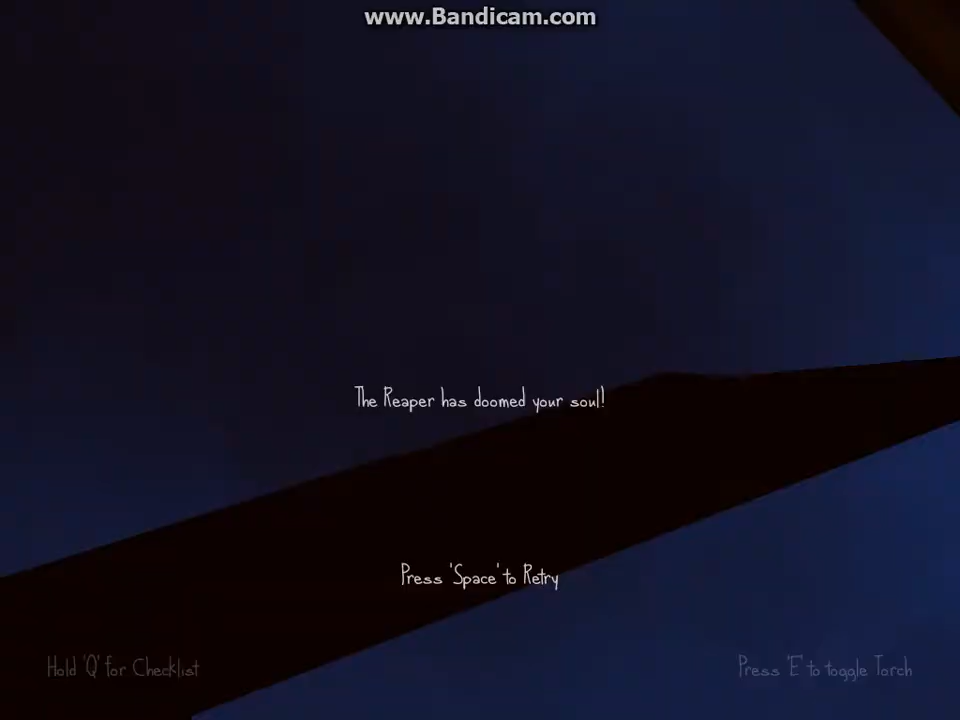 www.Bandicam.com
The Reaper has doomed your soul!
Press 'Space' to Retry
Hold 'Q' for Checklist
Press 'E' to toggle Torch